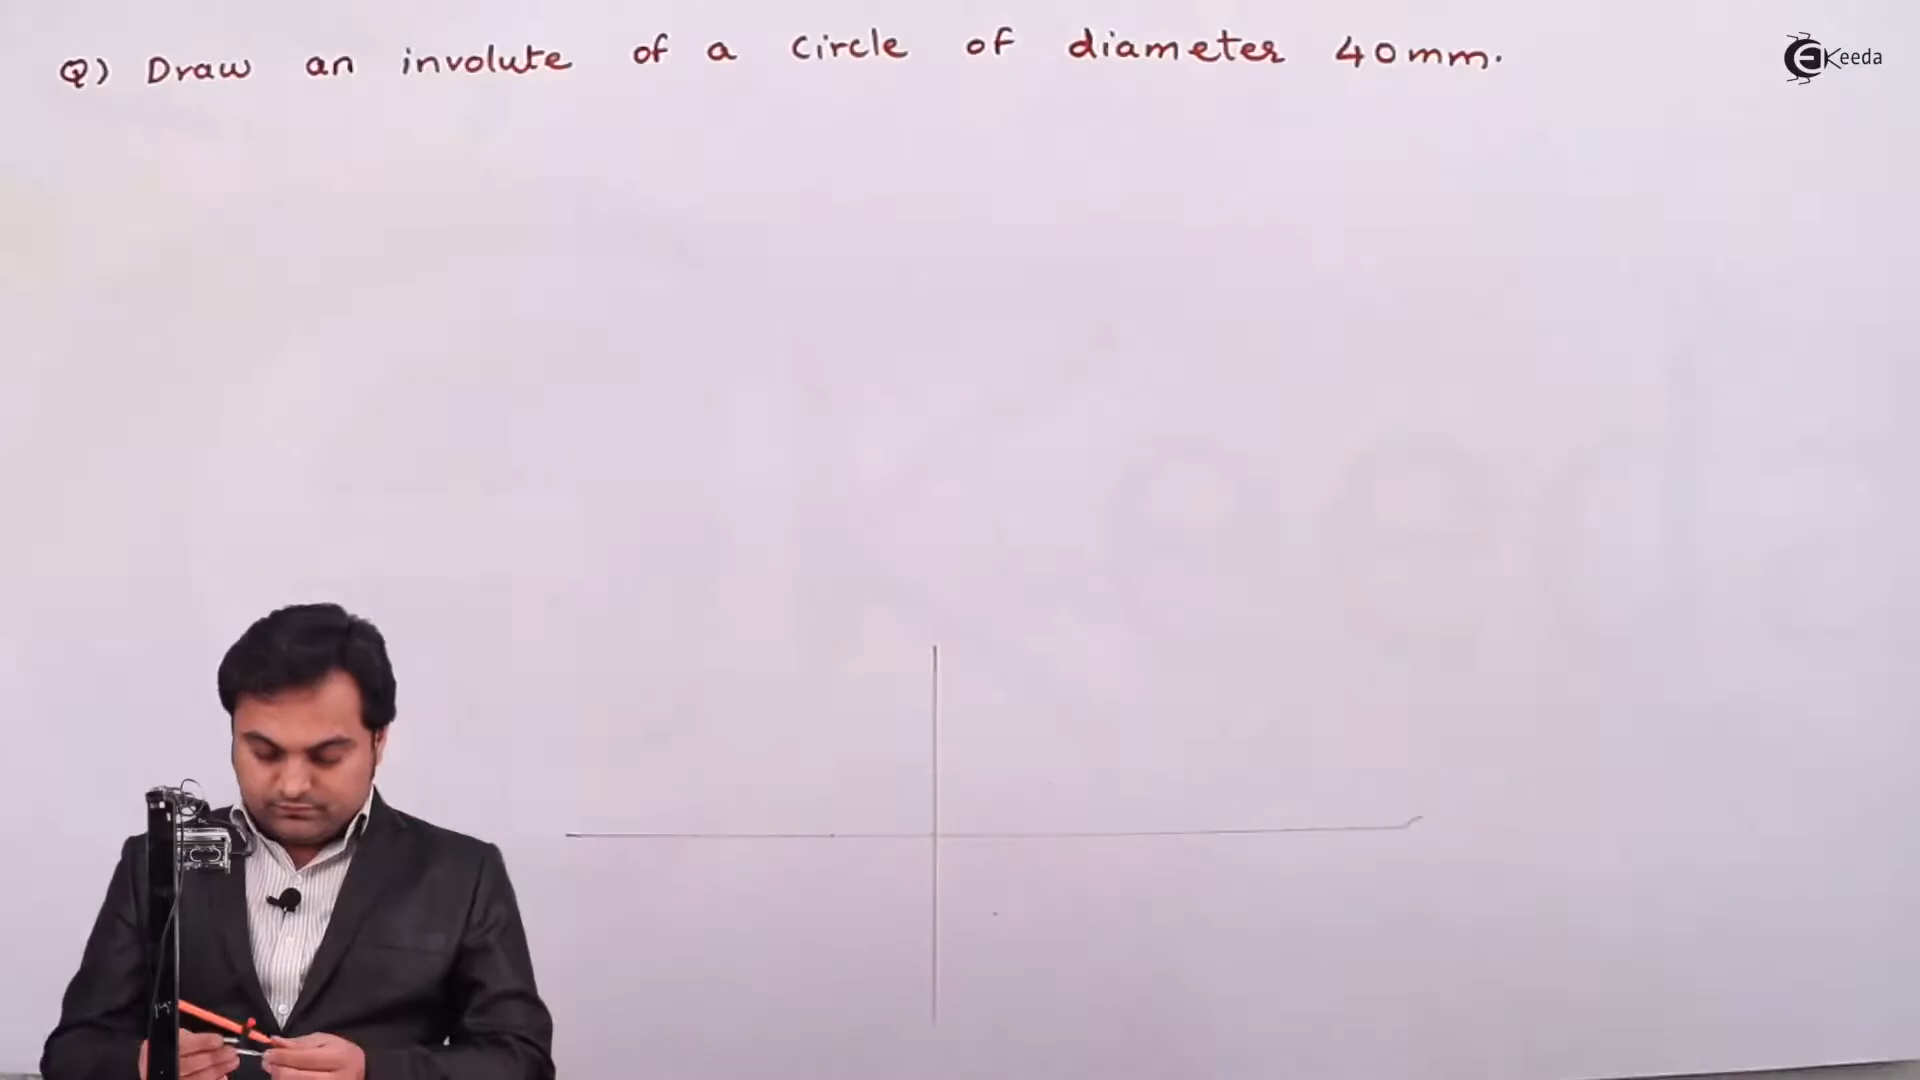 Q) Draw an involute of a circle of diameter 40mm.
EKeeda